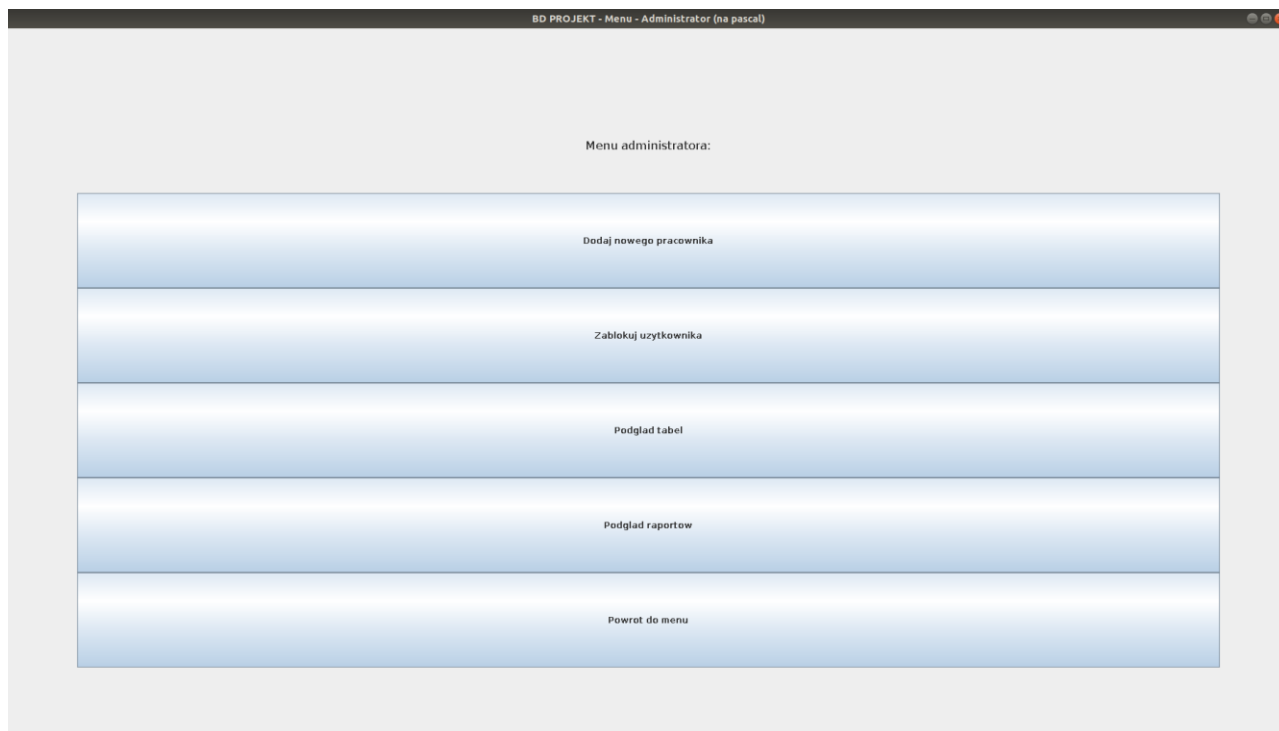 BD PROJEKT - Menu - Administrator (na pascal)
Menu administratora:
Dodaj nowego pracownika
Zablokuj uzytkownika
Podglad tabel
Podglad raportow
Powrot do menu